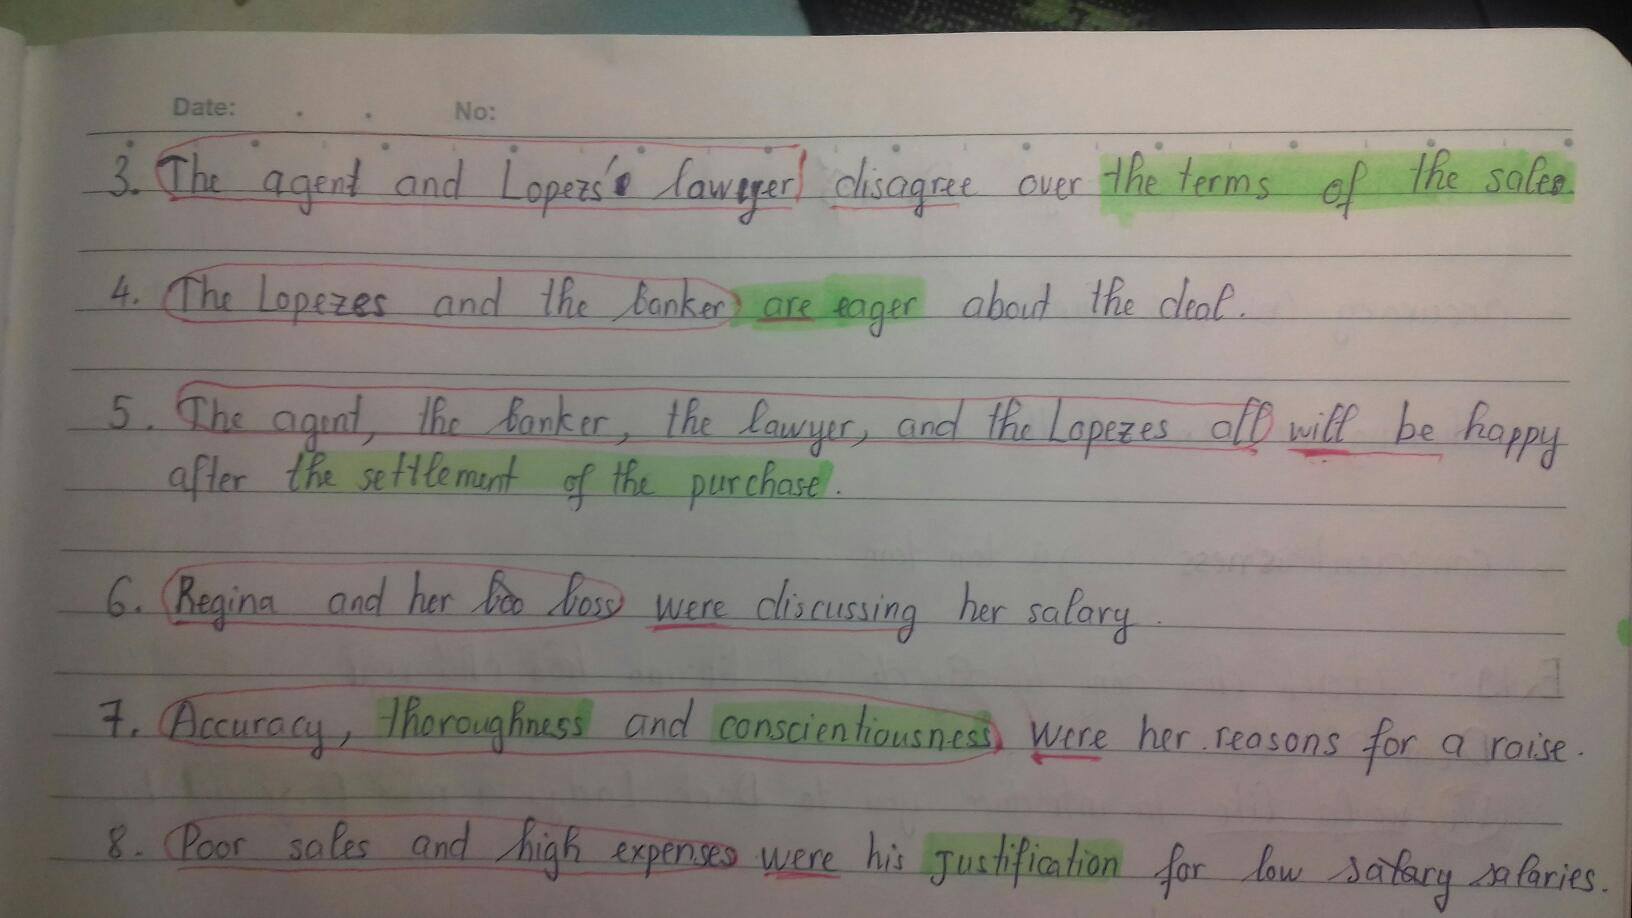 Date: . . No:
3. The agent and Lopezs's lawyer disagree over the terms of the sale.
4. The Lopezes and the banker are eager about the deal.
5. The agent, the banker, the lawyer, and the Lopezes all will be happy
after the settlement of the purchase.
6. Regina and her boo boss were discussing her salary.
7. Accuracy, thoroughness and conscientiousness were her reasons for a raise.
8. Poor sales and high expenses were his justification for low salary salaries.